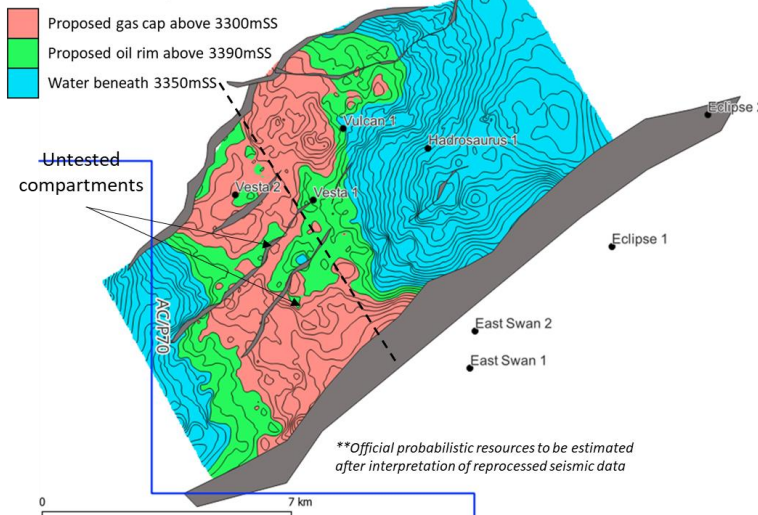 Proposed gas cap above 3300mSS
Proposed oil rim above 3390mSS
Water beneath 3350mSS
Eclipse 2
Vulcan 1
Hadrosaurus 1
Untested
compartments
Vesta 2
Vesta 1
Eclipse 1
AC/P70
East Swan 2
East Swan 1
**Official probabilistic resources to be estimated
after interpretation of reprocessed seismic data
0
7 km